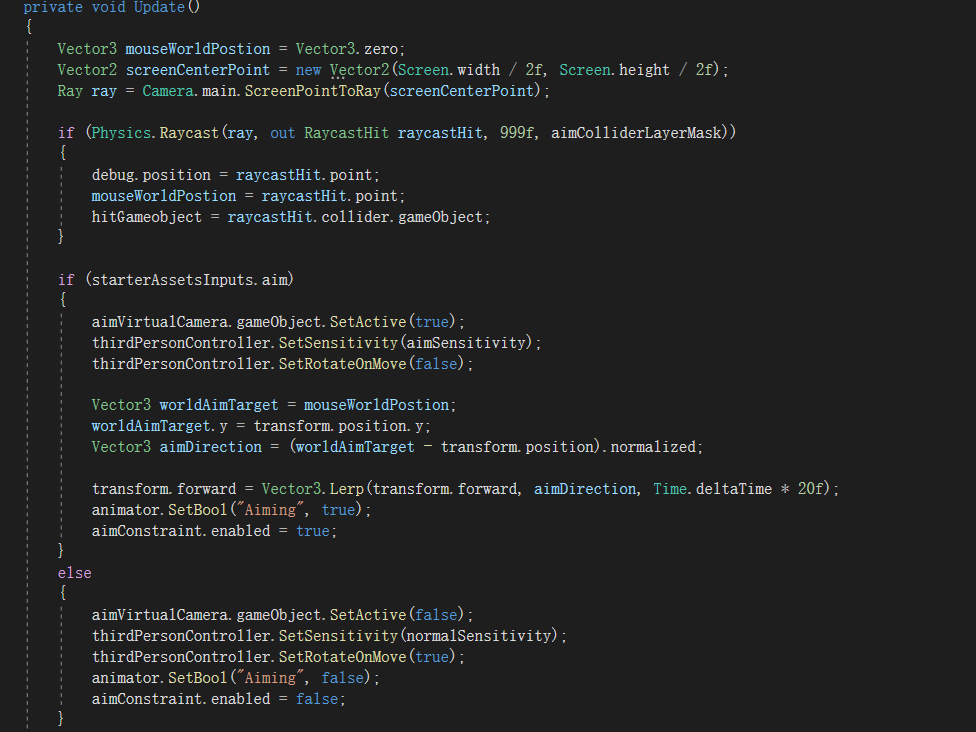 private void Update()
{
Vector3 mouseWorldPostion = Vector3.zero;
Vector2 screenCenterPoint = new Vector2(Screen.width / 2f, Screen.height / 2f);
Ray ray = Camera.main.ScreenPointToRay(screenCenterPoint);
if (Physics.Raycast(ray, out RaycastHit raycastHit, 999f, aimColliderLayerMask))
{
debug.position = raycastHit.point;
mouseWorldPostion = raycastHit.point;
hitGameobject = raycastHit.collider.gameObject;
}
if (starterAssetsInputs.aim)
{
aimVirtualCamera.gameObject.SetActive(true);
thirdPersonController.SetSensitivity(aimSensitivity);
thirdPersonController.SetRotateOnMove(false);
Vector3 worldAimTarget = mouseWorldPostion;
worldAimTarget.y = transform.position.y;
Vector3 aimDirection = (worldAimTarget - transform.position).normalized;
transform.forward = Vector3.Lerp(transform.forward, aimDirection, Time.deltaTime * 20f);
animator.SetBool("Aiming", true);
aimConstraint.enabled = true;
}
else
{
aimVirtualCamera.gameObject.SetActive(false);
thirdPersonController.SetSensitivity(normalSensitivity);
thirdPersonController.SetRotateOnMove(true);
animator.SetBool("Aiming", false);
aimConstraint.enabled = false;
}